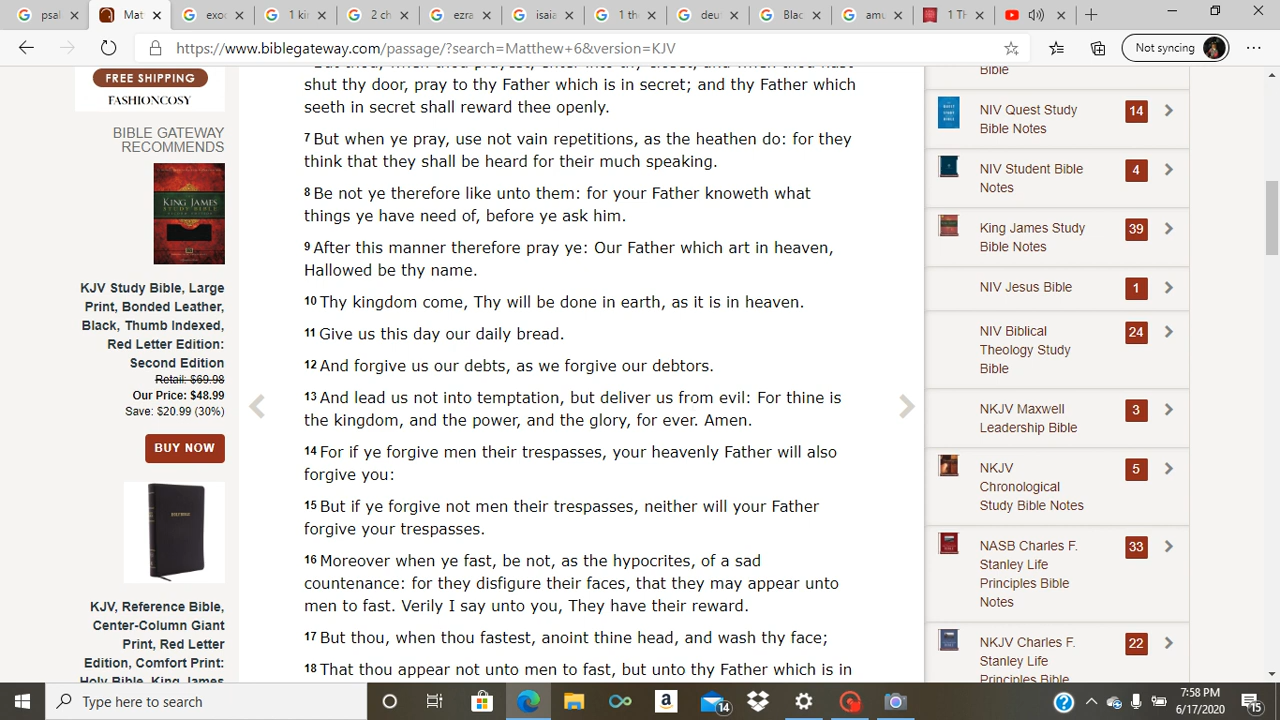 psal
Mat
exo
1 ki
2 ch
ezra
isaia
1 the
deu
Bla
amu
1 Th
Not syncing
https://www.biblegateway.com/passage/?search=Matthew+6&version=KJV
FREE SHIPPING
FASHIONCOSY
BIBLE GATEWAY
RECOMMENDS
KING JAMES
STUDY BIBLE
KJV Study Bible, Large
Print, Bonded Leather,
Black, Thumb Indexed,
Red Letter Edition:
Second Edition
Retail: $69.98
Our Price: $48.99
Save: $20.99 (30%)
BUY NOW
HOLY BIBLE
KJV, Reference Bible,
Center-Column Giant
Print, Red Letter
Edition, Comfort Print:
Holy Bible, King James
shut thy door, pray to thy Father which is in secret; and thy Father which
seeth in secret shall reward thee openly.
7 But when ye pray, use not vain repetitions, as the heathen do: for they
think that they shall be heard for their much speaking.
8 Be not ye therefore like unto them: for your Father knoweth what
things ye have need of, before ye ask him.
9 After this manner therefore pray ye: Our Father which art in heaven,
Hallowed be thy name.
10 Thy kingdom come, Thy will be done in earth, as it is in heaven.
11 Give us this day our daily bread.
12 And forgive us our debts, as we forgive our debtors.
13 And lead us not into temptation, but deliver us from evil: For thine is
the kingdom, and the power, and the glory, for ever. Amen.
14 For if ye forgive men their trespasses, your heavenly Father will also
forgive you:
15 But if ye forgive not men their trespasses, neither will your Father
forgive your trespasses.
16 Moreover when ye fast, be not, as the hypocrites, of a sad
countenance: for they disfigure their faces, that they may appear unto
men to fast. Verily I say unto you, They have their reward.
17 But thou, when thou fastest, anoint thine head, and wash thy face;
18 That thou appear not unto men to fast, but unto thy Father which is in
Bible
NIV Quest Study
Bible Notes
14
NIV Student Bible
Notes
4
King James Study
Bible Notes
39
NIV Jesus Bible
1
NIV Biblical
Theology Study
Bible
24
NKJV Maxwell
Leadership Bible
3
NKJV
Chronological
Study Bible Notes
5
NASB Charles F.
Stanley Life
Principles Bible
Notes
33
NKJV Charles F.
Stanley Life
Principles Bible
22
Type here to search
14
7:58 PM
6/17/2020
15